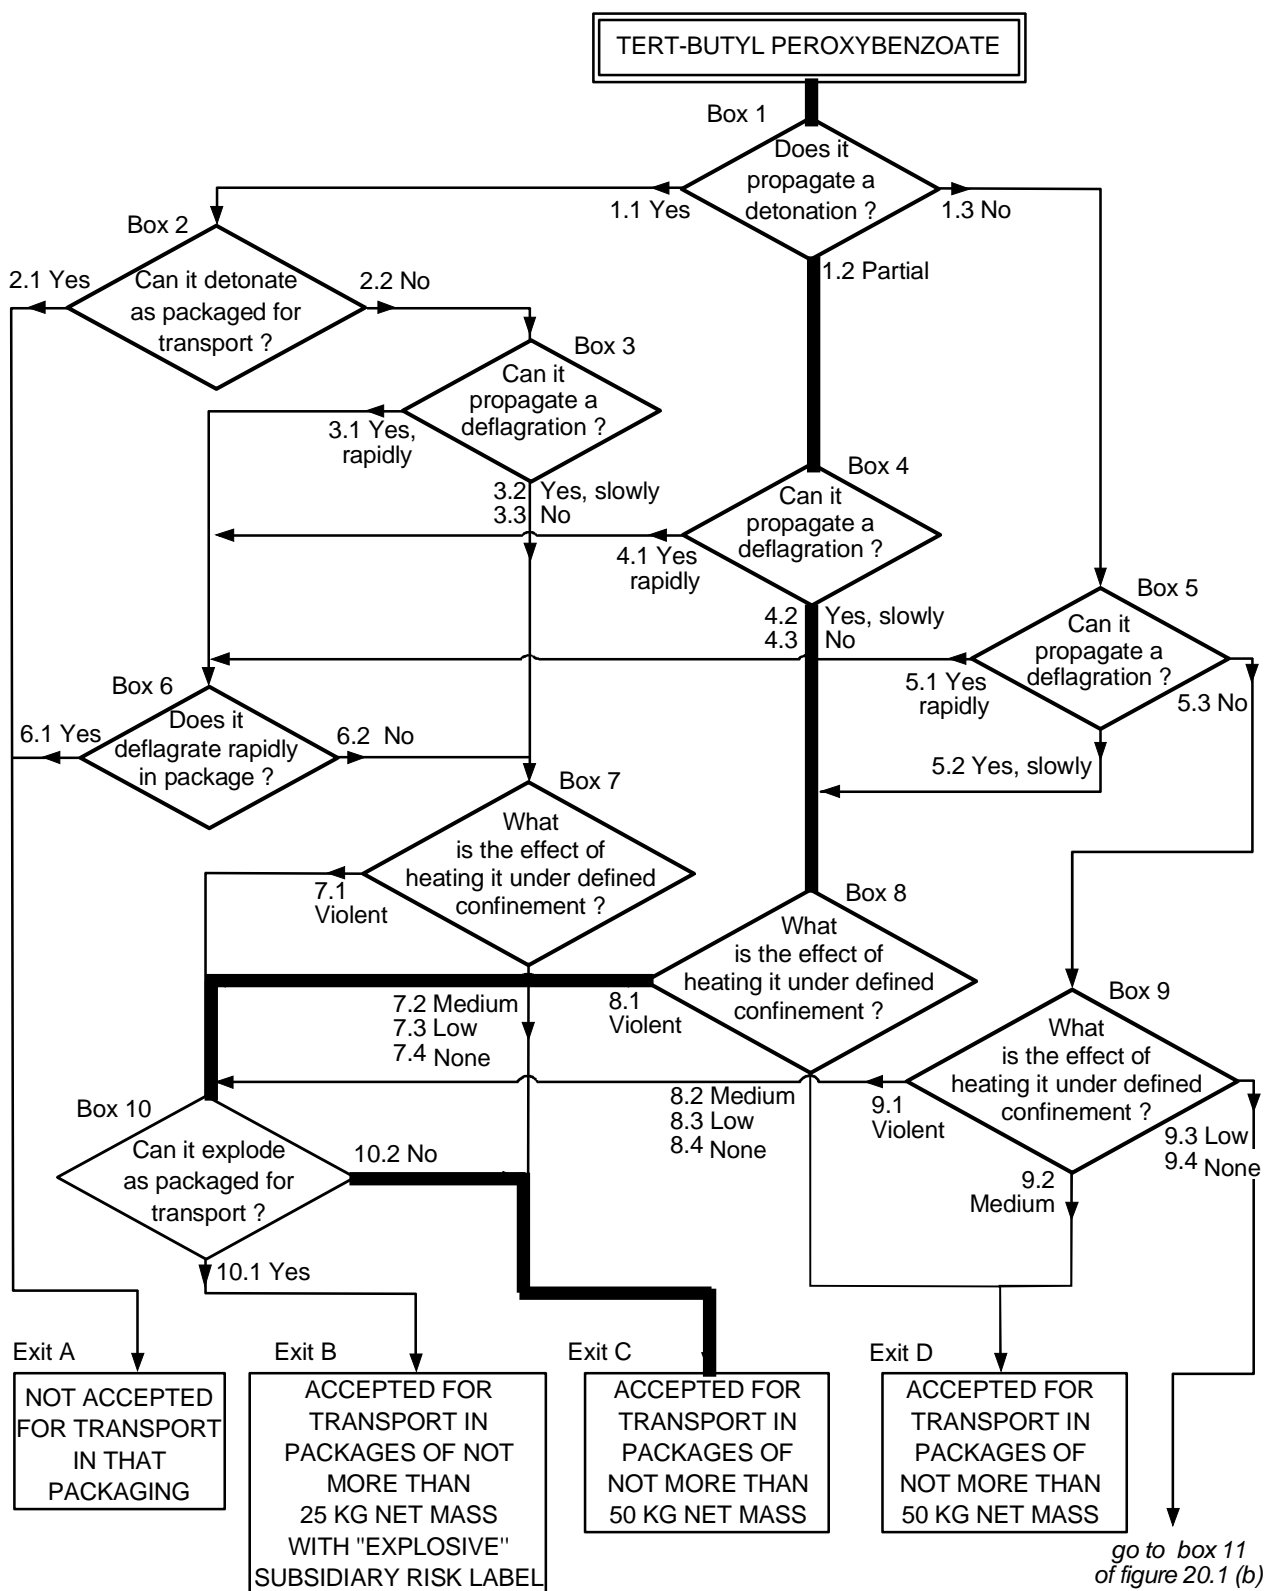 TERT-BUTYL PEROXYBENZOATE
Box 1
Does it
propagate a
detonation ?
1.1 Yes
1.3 No
1.2 Partial
Box 2
2.1 Yes
Can it detonate
as packaged for
transport ?
2.2 No
Box 3
Can it
propagate a
deflagration ?
3.1 Yes,
rapidly
3.2 Yes, slowly
3.3 No
Box 4
Can it
propagate a
deflagration ?
4.1 Yes
rapidly
4.2 Yes, slowly
4.3 No
Box 5
Can it
propagate a
deflagration ?
5.1 Yes
rapidly
5.3 No
5.2 Yes, slowly
Box 6
6.1 Yes
Does it
deflagrate rapidly
in package ?
6.2 No
Box 7
What
is the effect of
heating it under defined
confinement ?
7.1
Violent
7.2 Medium
7.3 Low
7.4 None
Box 8
What
is the effect of
heating it under defined
confinement ?
8.1
Violent
8.2 Medium
8.3 Low
8.4 None
Box 9
What
is the effect of
heating it under defined
confinement ?
9.1
Violent
9.3 Low
9.4 None
9.2
Medium
Box 10
Can it explode
as packaged for
transport ?
10.2 No
10.1 Yes
Exit A
NOT ACCEPTED
FOR TRANSPORT
IN THAT
PACKAGING
Exit B
ACCEPTED FOR
TRANSPORT IN
PACKAGES OF NOT
MORE THAN
25 KG NET MASS
WITH "EXPLOSIVE"
SUBSIDIARY RISK LABEL
Exit C
ACCEPTED FOR
TRANSPORT IN
PACKAGES OF
NOT MORE THAN
50 KG NET MASS
Exit D
ACCEPTED FOR
TRANSPORT IN
PACKAGES OF
NOT MORE THAN
50 KG NET MASS
go to box 11
of figure 20.1 (b)